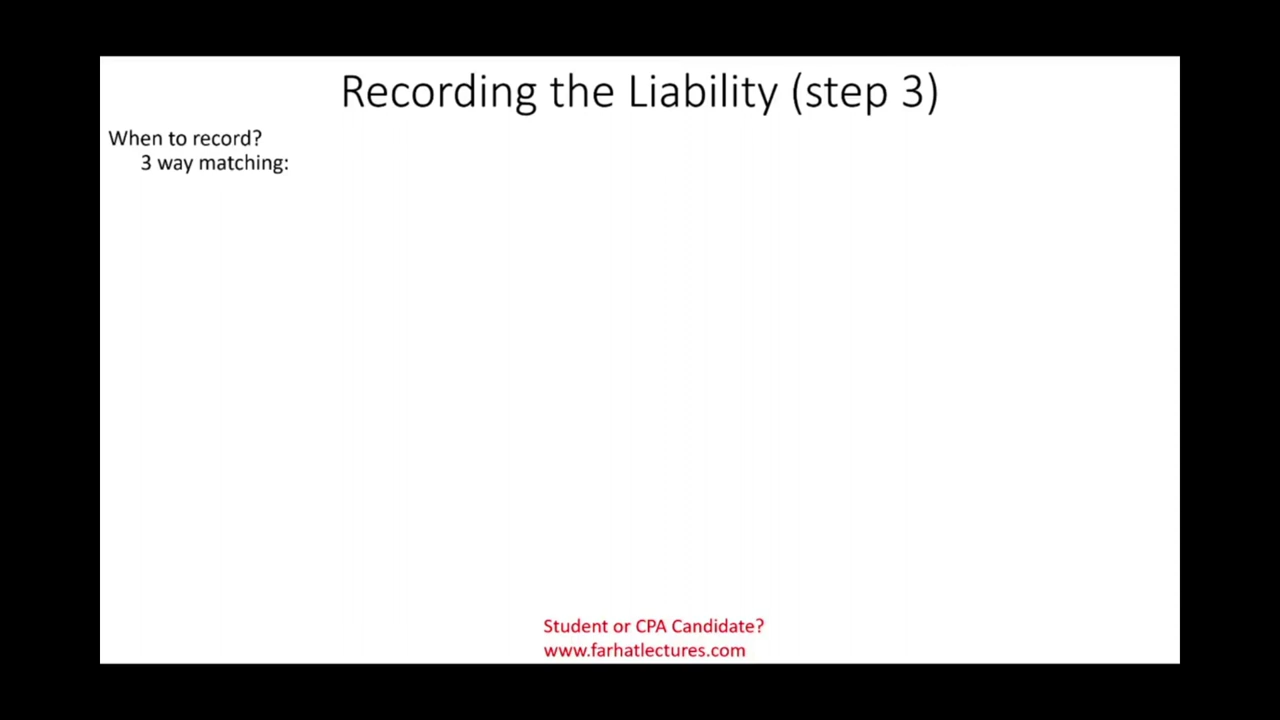 Recording the Liability (step 3)
When to record?
3 way matching:
Student or CPA Candidate?
www.farhatlectures.com